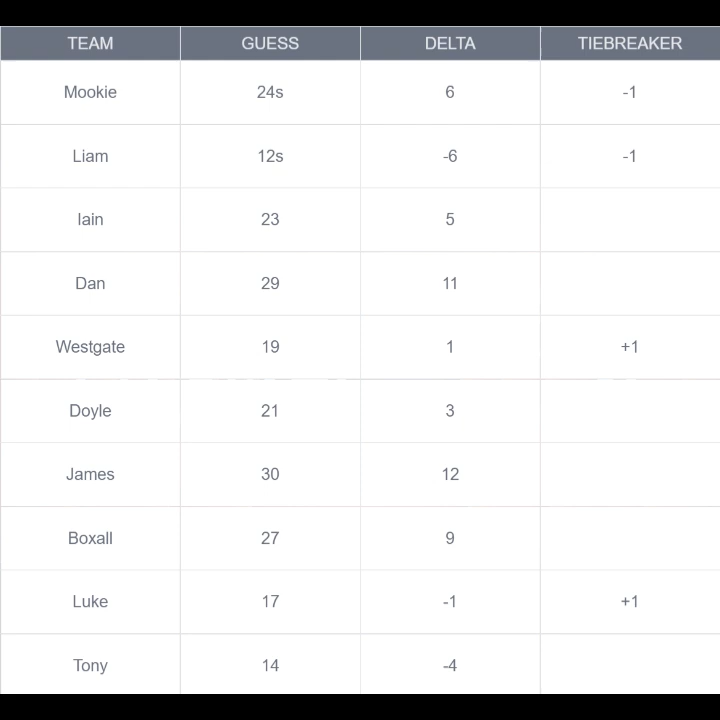 TEAM GUESS DELTA TIEBREAKER
Mookie 24s 6 -1
Liam 12s -6 -1
Iain 23 5
Dan 29 11
Westgate 19 1 +1
Doyle 21 3
James 30 12
Boxall 27 9
Luke 17 -1 +1
Tony 14 -4